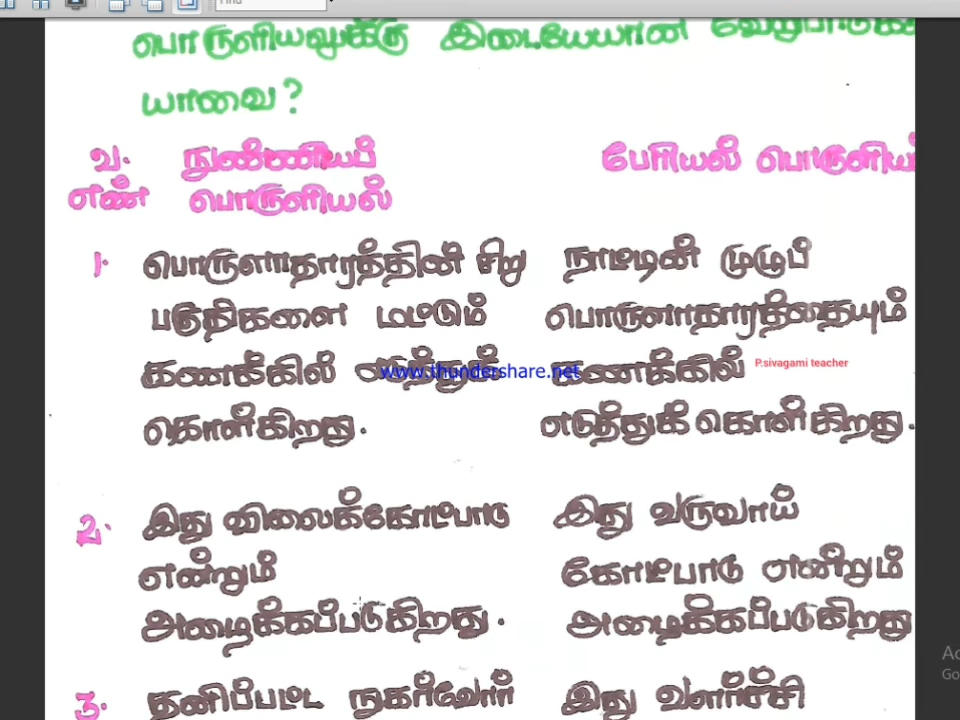 பொருளியலுக்கு இடையேயான வேறுபாடுகள்
யாவை?
வ. நுண்ணியப் பேரியல் பொருளிய
எண் பொருளியல்
1. பொருளாதாரத்தின் சிறு நாட்டின் முழுப்
பகுதிகளை மட்டும் பொருளாதாரத்தையும்
கணக்கில் எடுத்துக் கணக்கில்
P.sivagami teacher
www.thundershare.net
கொள்கிறது. எடுத்துக் கொள்கிறது.
2. இது விலைக்கோட்பாடு இது வருவாய்
என்றும் கோட்பாடு என்றும்
அழைக்கப்படுகிறது. அழைக்கப்படுகிறது
3. தனிப்பட்ட நுகர்வோர் இது வளர்ச்சி